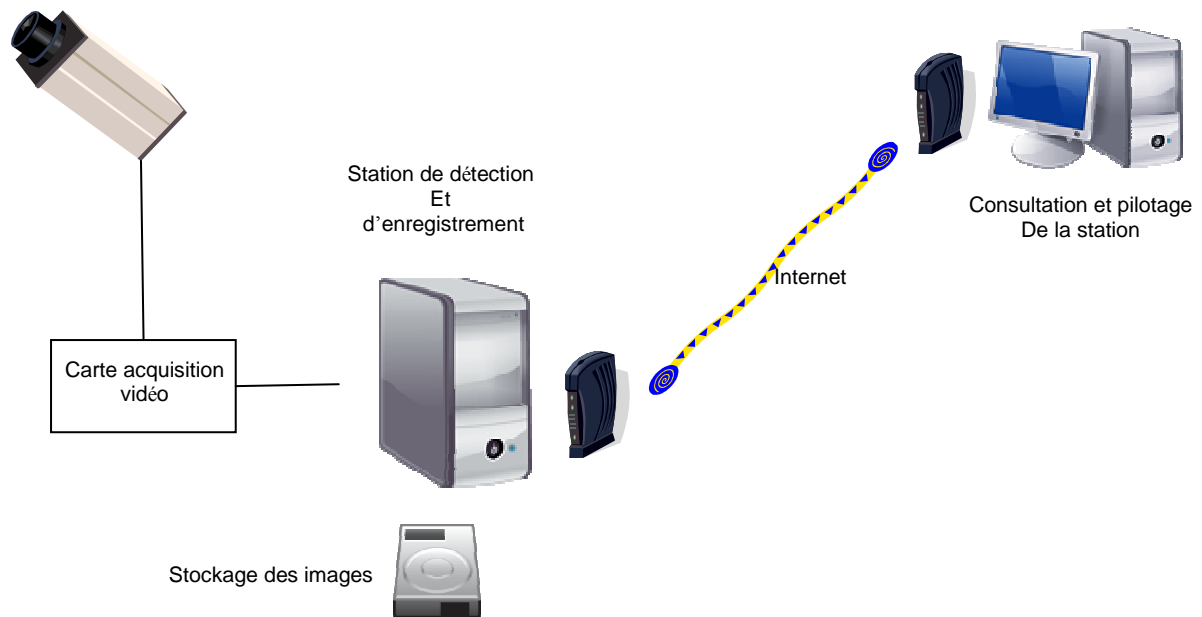 Station de détection
Et
d’enregistrement
Consultation et pilotage
De la station
Internet
Carte acquisition
vidéo
Stockage des images